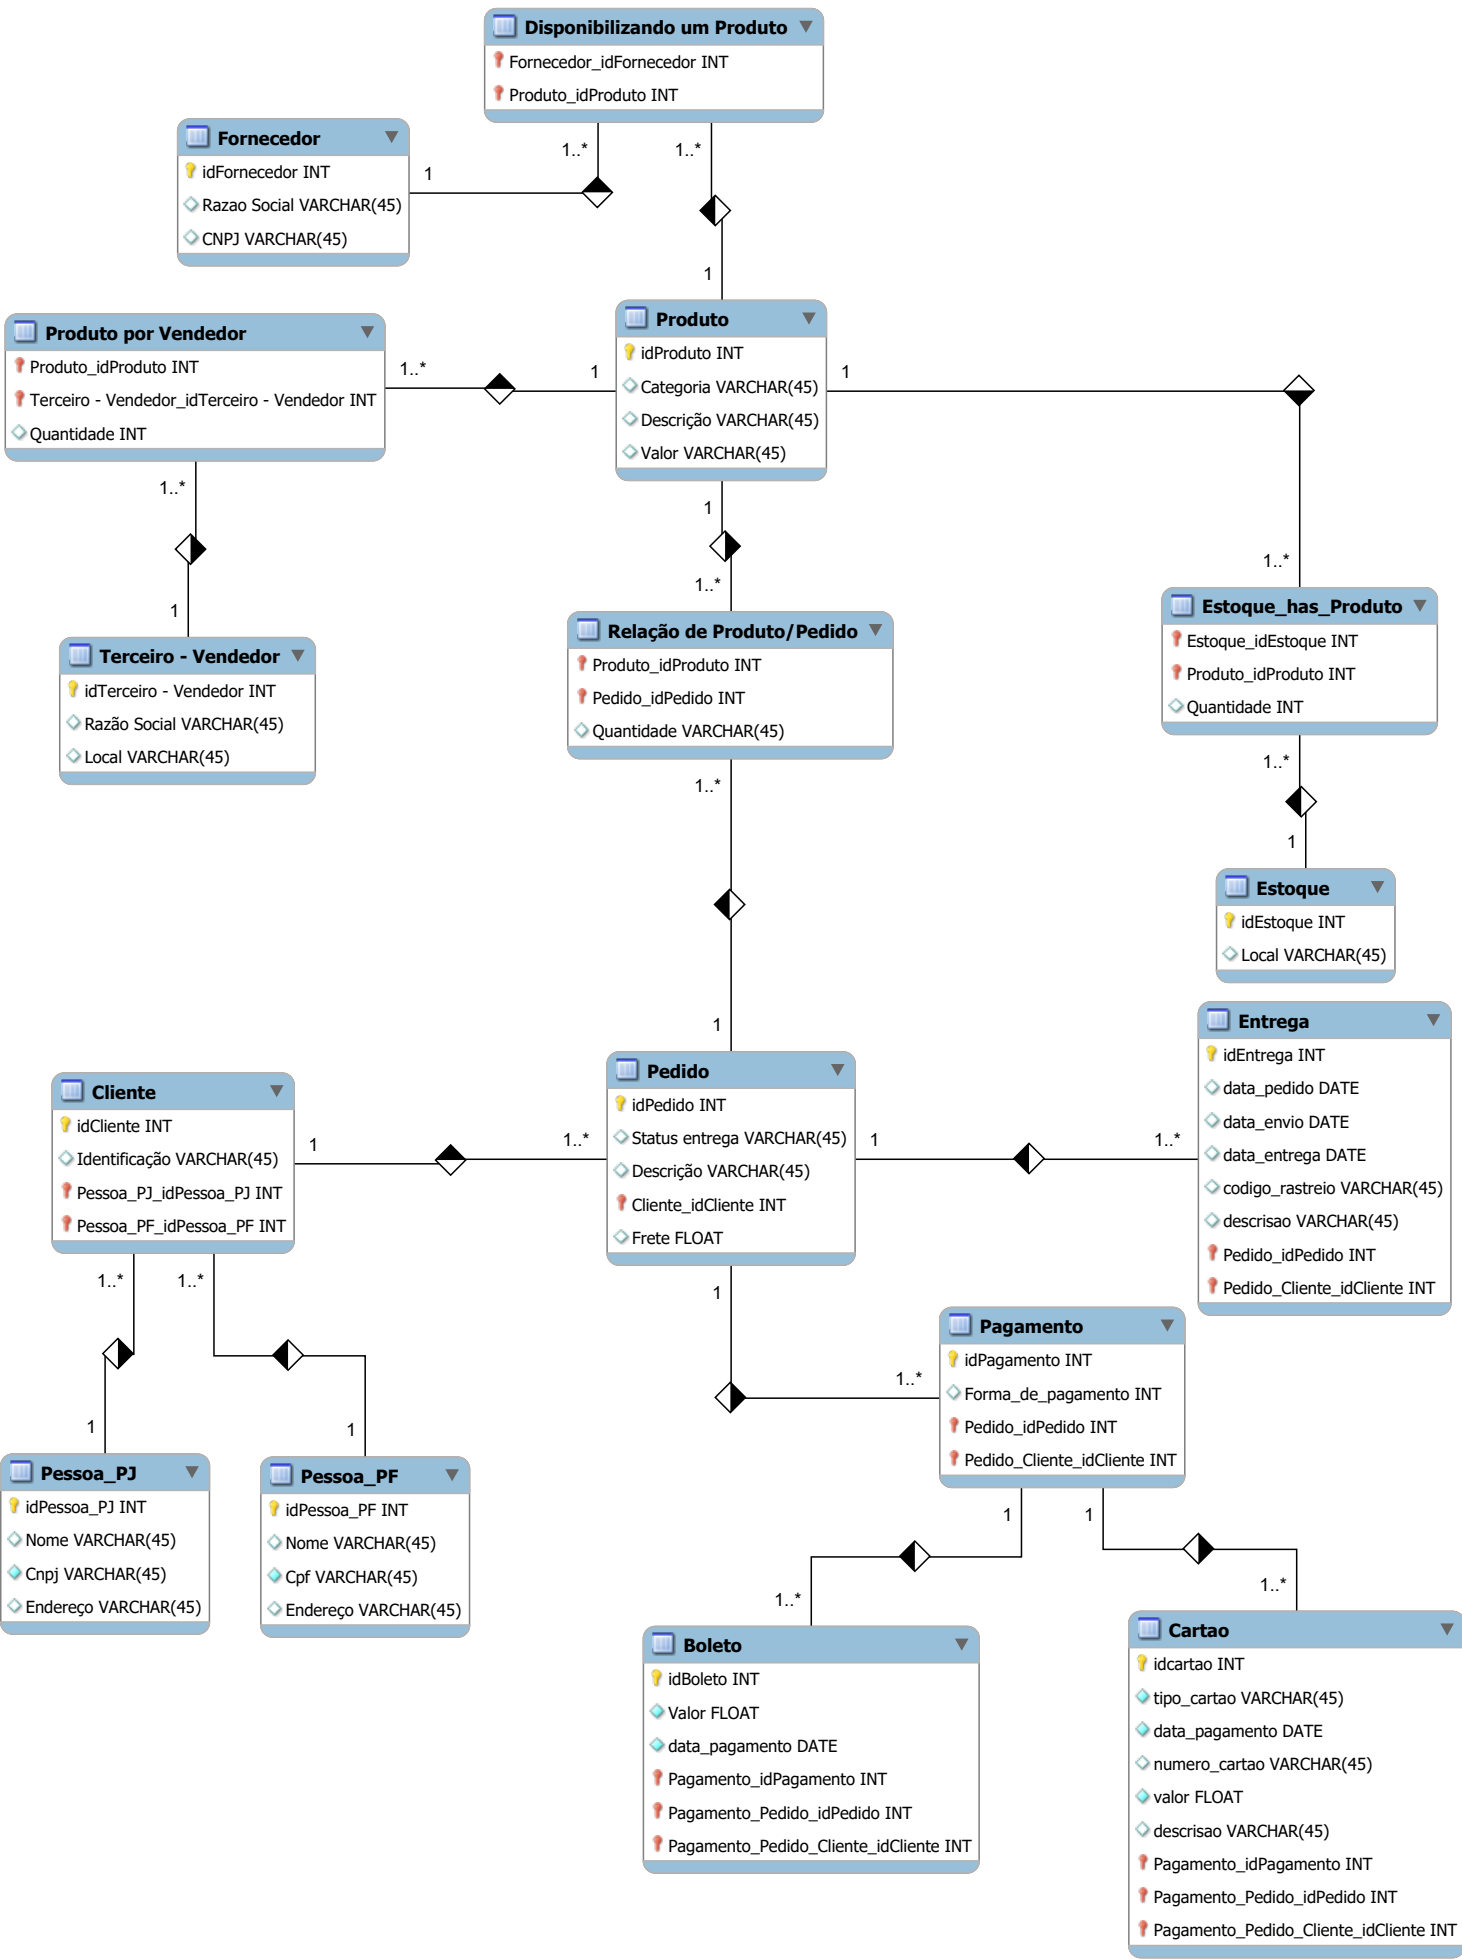 Disponibilizando um Produto
Fornecedor_idFornecedor INT
Produto_idProduto INT
1..*
1..*
Fornecedor
idFornecedor INT
Razao Social VARCHAR(45)
CNPJ VARCHAR(45)
1
1
Produto por Vendedor
Produto_idProduto INT
Terceiro - Vendedor_idTerceiro - Vendedor INT
Quantidade INT
1..*
1
Produto
idProduto INT
Categoria VARCHAR(45)
Descrição VARCHAR(45)
Valor VARCHAR(45)
1
1..*
1
1
1..*
1..*
Terceiro - Vendedor
idTerceiro - Vendedor INT
Razão Social VARCHAR(45)
Local VARCHAR(45)
Relação de Produto/Pedido
Produto_idProduto INT
Pedido_idPedido INT
Quantidade VARCHAR(45)
1..*
Estoque_has_Produto
Estoque_idEstoque INT
Produto_idProduto INT
Quantidade INT
1..*
1
Estoque
idEstoque INT
Local VARCHAR(45)
1
Cliente
idCliente INT
Identificação VARCHAR(45)
Pessoa_PJ_idPessoa_PJ INT
Pessoa_PF_idPessoa_PF INT
1
1..*
Pedido
idPedido INT
Status entrega VARCHAR(45)
Descrição VARCHAR(45)
Cliente_idCliente INT
Frete FLOAT
1
1..*
Entrega
idEntrega INT
data_pedido DATE
data_envio DATE
data_entrega DATE
codigo_rastreio VARCHAR(45)
descrisao VARCHAR(45)
Pedido_idPedido INT
Pedido_Cliente_idCliente INT
1..*
1..*
1
1..*
1
1
Pagamento
idPagamento INT
Forma_de_pagamento INT
Pedido_idPedido INT
Pedido_Cliente_idCliente INT
Pessoa_PJ
idPessoa_PJ INT
Nome VARCHAR(45)
Cnpj VARCHAR(45)
Endereço VARCHAR(45)
Pessoa_PF
idPessoa_PF INT
Nome VARCHAR(45)
Cpf VARCHAR(45)
Endereço VARCHAR(45)
1
1
1..*
1..*
Boleto
idBoleto INT
Valor FLOAT
data_pagamento DATE
Pagamento_idPagamento INT
Pagamento_Pedido_idPedido INT
Pagamento_Pedido_Cliente_idCliente INT
Cartao
idcartao INT
tipo_cartao VARCHAR(45)
data_pagamento DATE
numero_cartao VARCHAR(45)
valor FLOAT
descrisao VARCHAR(45)
Pagamento_idPagamento INT
Pagamento_Pedido_idPedido INT
Pagamento_Pedido_Cliente_idCliente INT